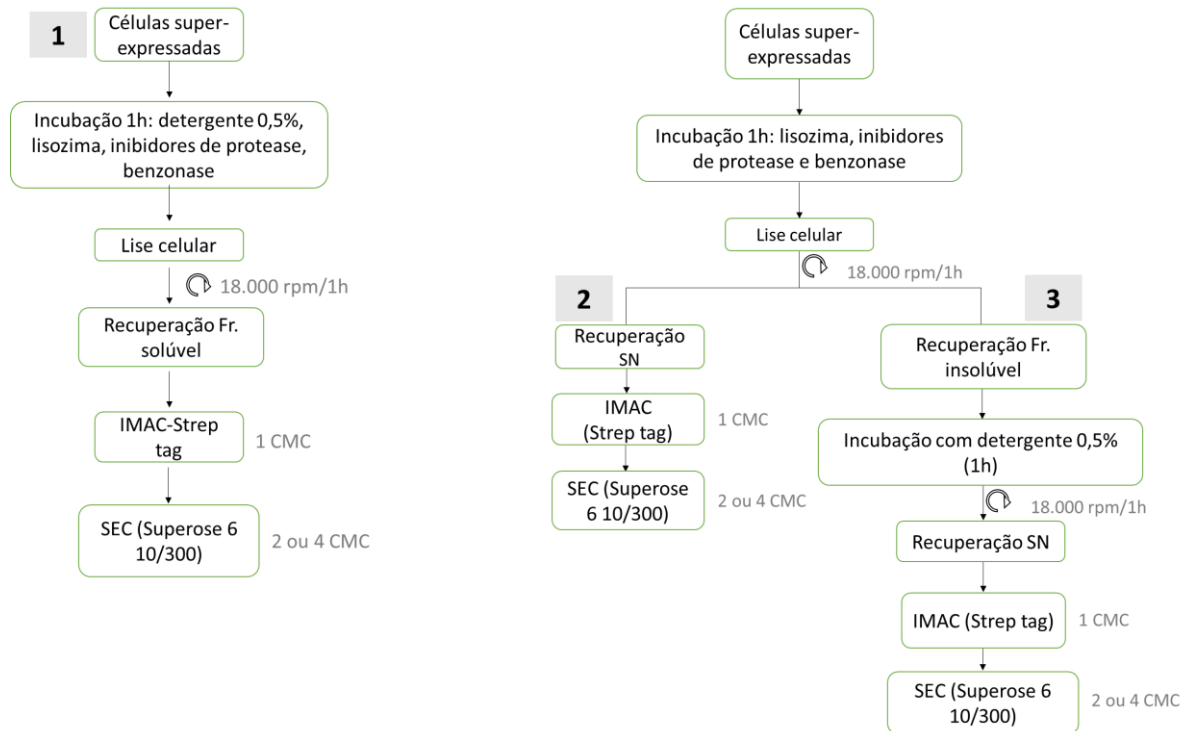 1
Células super-
expressadas
Incubação 1h: detergente 0,5%,
lisozima, inibidores de protease,
benzonase
Lise celular
18.000 rpm/1h
Recuperação Fr.
solúvel
IMAC-Strep
tag
1 CMC
SEC (Superose 6
10/300)
2 ou 4 CMC
Células super-
expressadas
Incubação 1h: lisozima, inibidores
de protease e benzonase
Lise celular
18.000 rpm/1h
2
Recuperação
SN
IMAC
(Strep tag)
1 CMC
SEC (Superose
6 10/300)
2 ou 4 CMC
3
Recuperação Fr.
insolúvel
Incubação com detergente 0,5%
(1h)
18.000 rpm/1h
Recuperação SN
IMAC (Strep tag)
1 CMC
SEC (Superose 6
10/300)
2 ou 4 CMC